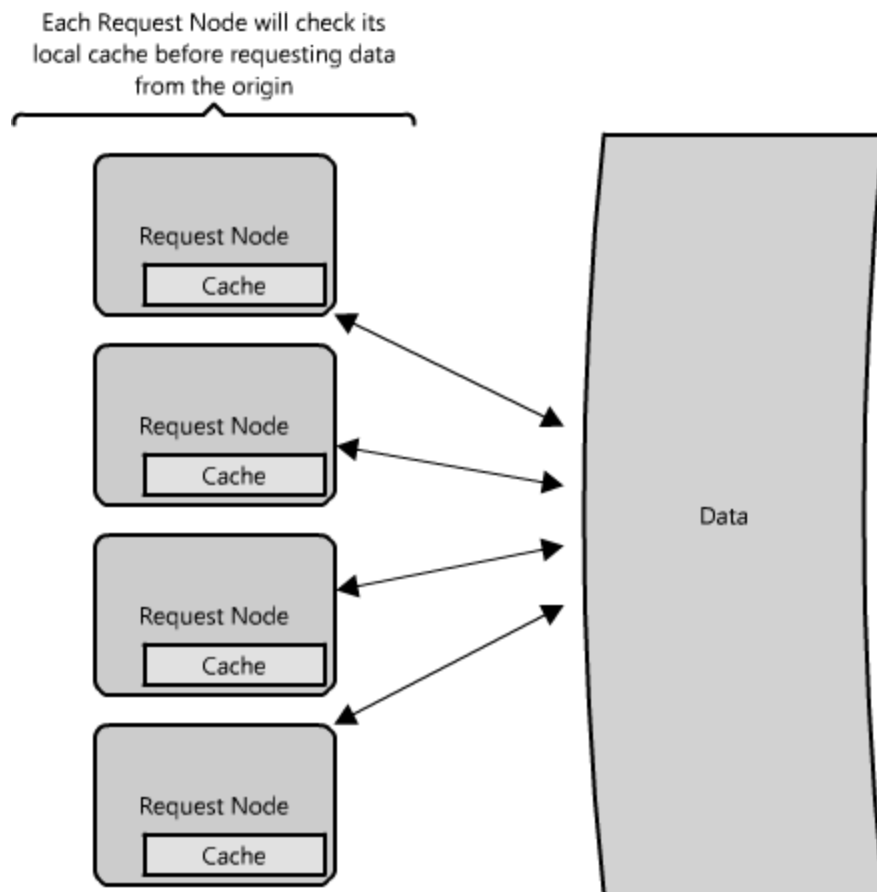 Each Request Node will check its
local cache before requesting data
from the origin
Request Node
Cache
Request Node
Cache
Data
Request Node
Cache
Request Node
Cache